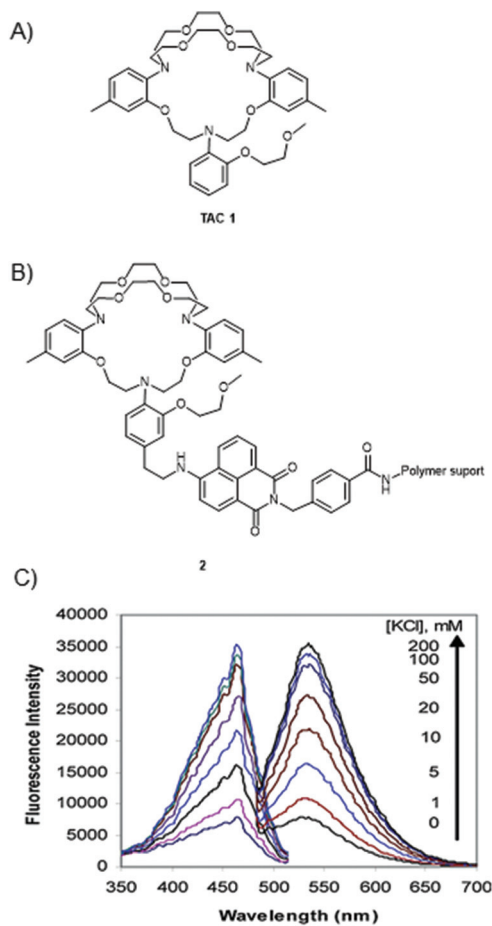 A)
O O
O O
N N
O O
N
O
O
TAC 1
B)
O O
O O
N N
O O
N
O
O
H
N
O
N
O
O
N
H
Polymer suport
2
C)
40000
35000
30000
25000
20000
15000
10000
5000
0
Fluorescence Intensity
[KCl], mM
200
100
50
20
10
5
1
0
350 400 450 500 550 600 650 700
Wavelength (nm)